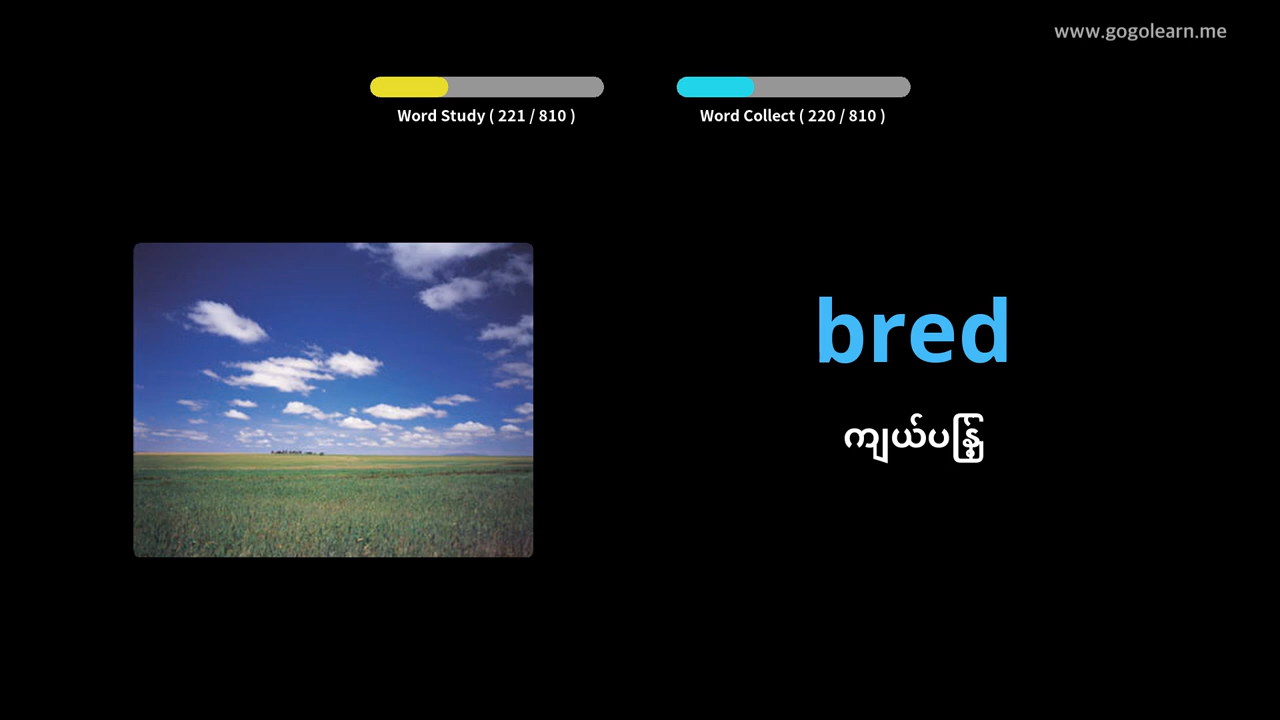 www.gogolearn.me
Word Study ( 221 / 810 )
Word Collect ( 220 / 810 )
bred
ကျယ်ပြန့်